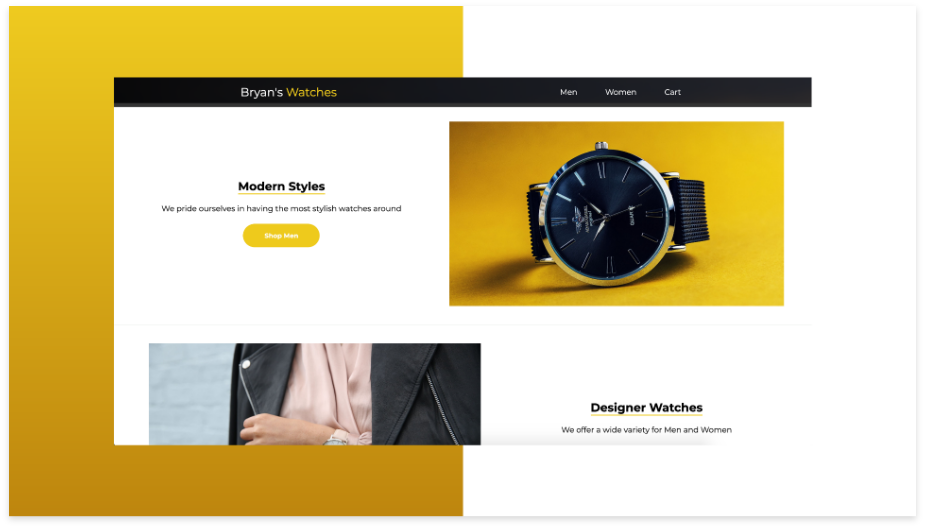 Bryan's Watches
Men Women Cart
Modern Styles
We pride ourselves in having the most stylish watches around
Shop Men
Designer Watches
We offer a wide variety for Men and Women